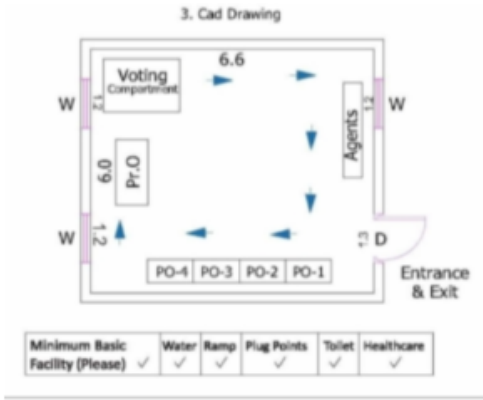 3. Cad Drawing
6.6
Voting
Compartment
W
1.2
1.2
W
Agents
6.0
Pr.O
W
1.2
1.3
D
PO-4 PO-3 PO-2 PO-1
Entrance
& Exit
Minimum Basic Water Ramp Plug Points Toilet Healthcare
Facility (Please) ✓ ✓ ✓ ✓ ✓ ✓